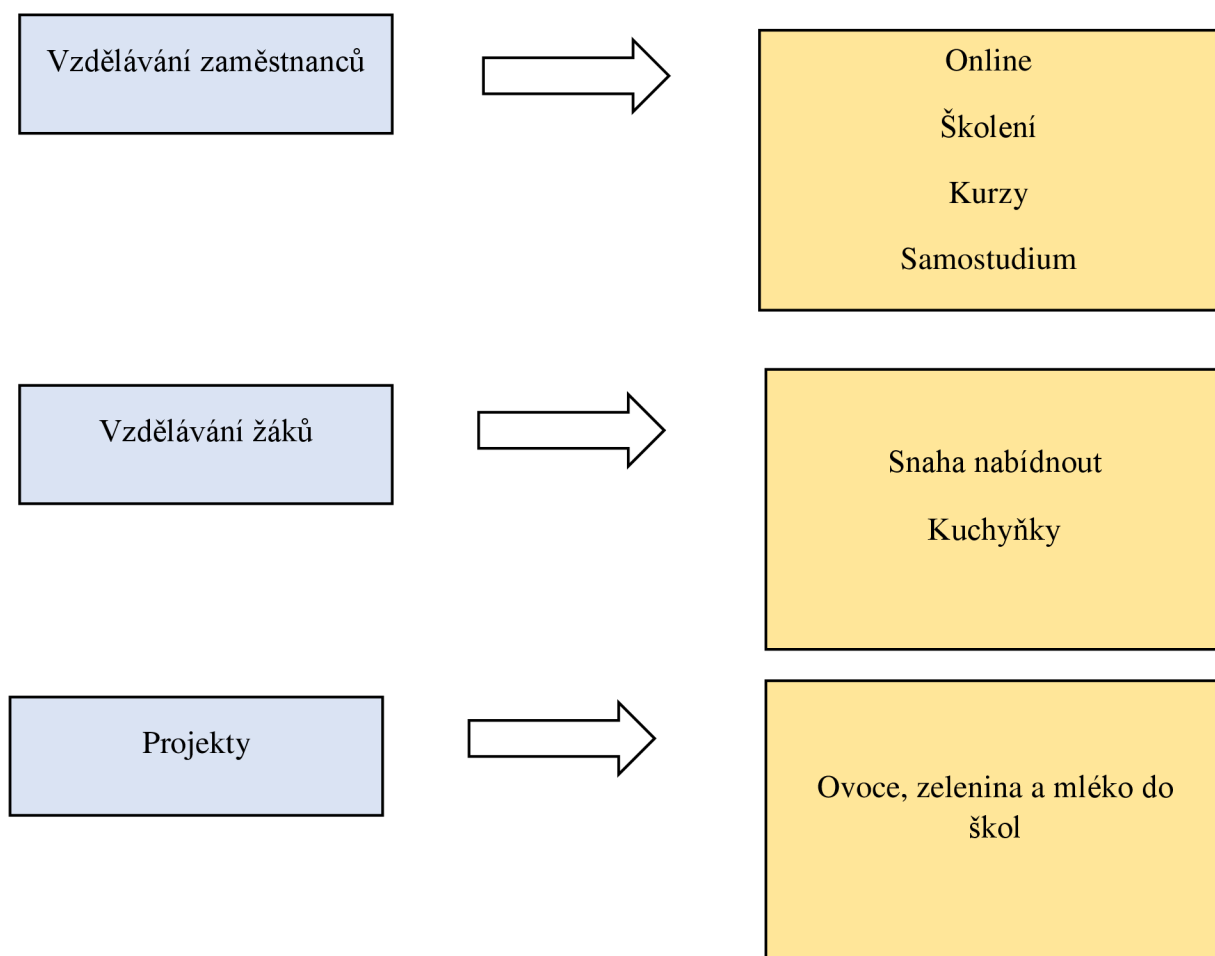 Vzdělávání zaměstnanců
Online
Školení
Kurzy
Samostudium
Vzdělávání žáků
Snaha nabídnout
Kuchyňky
Projekty
Ovoce, zelenina a mléko do
škol